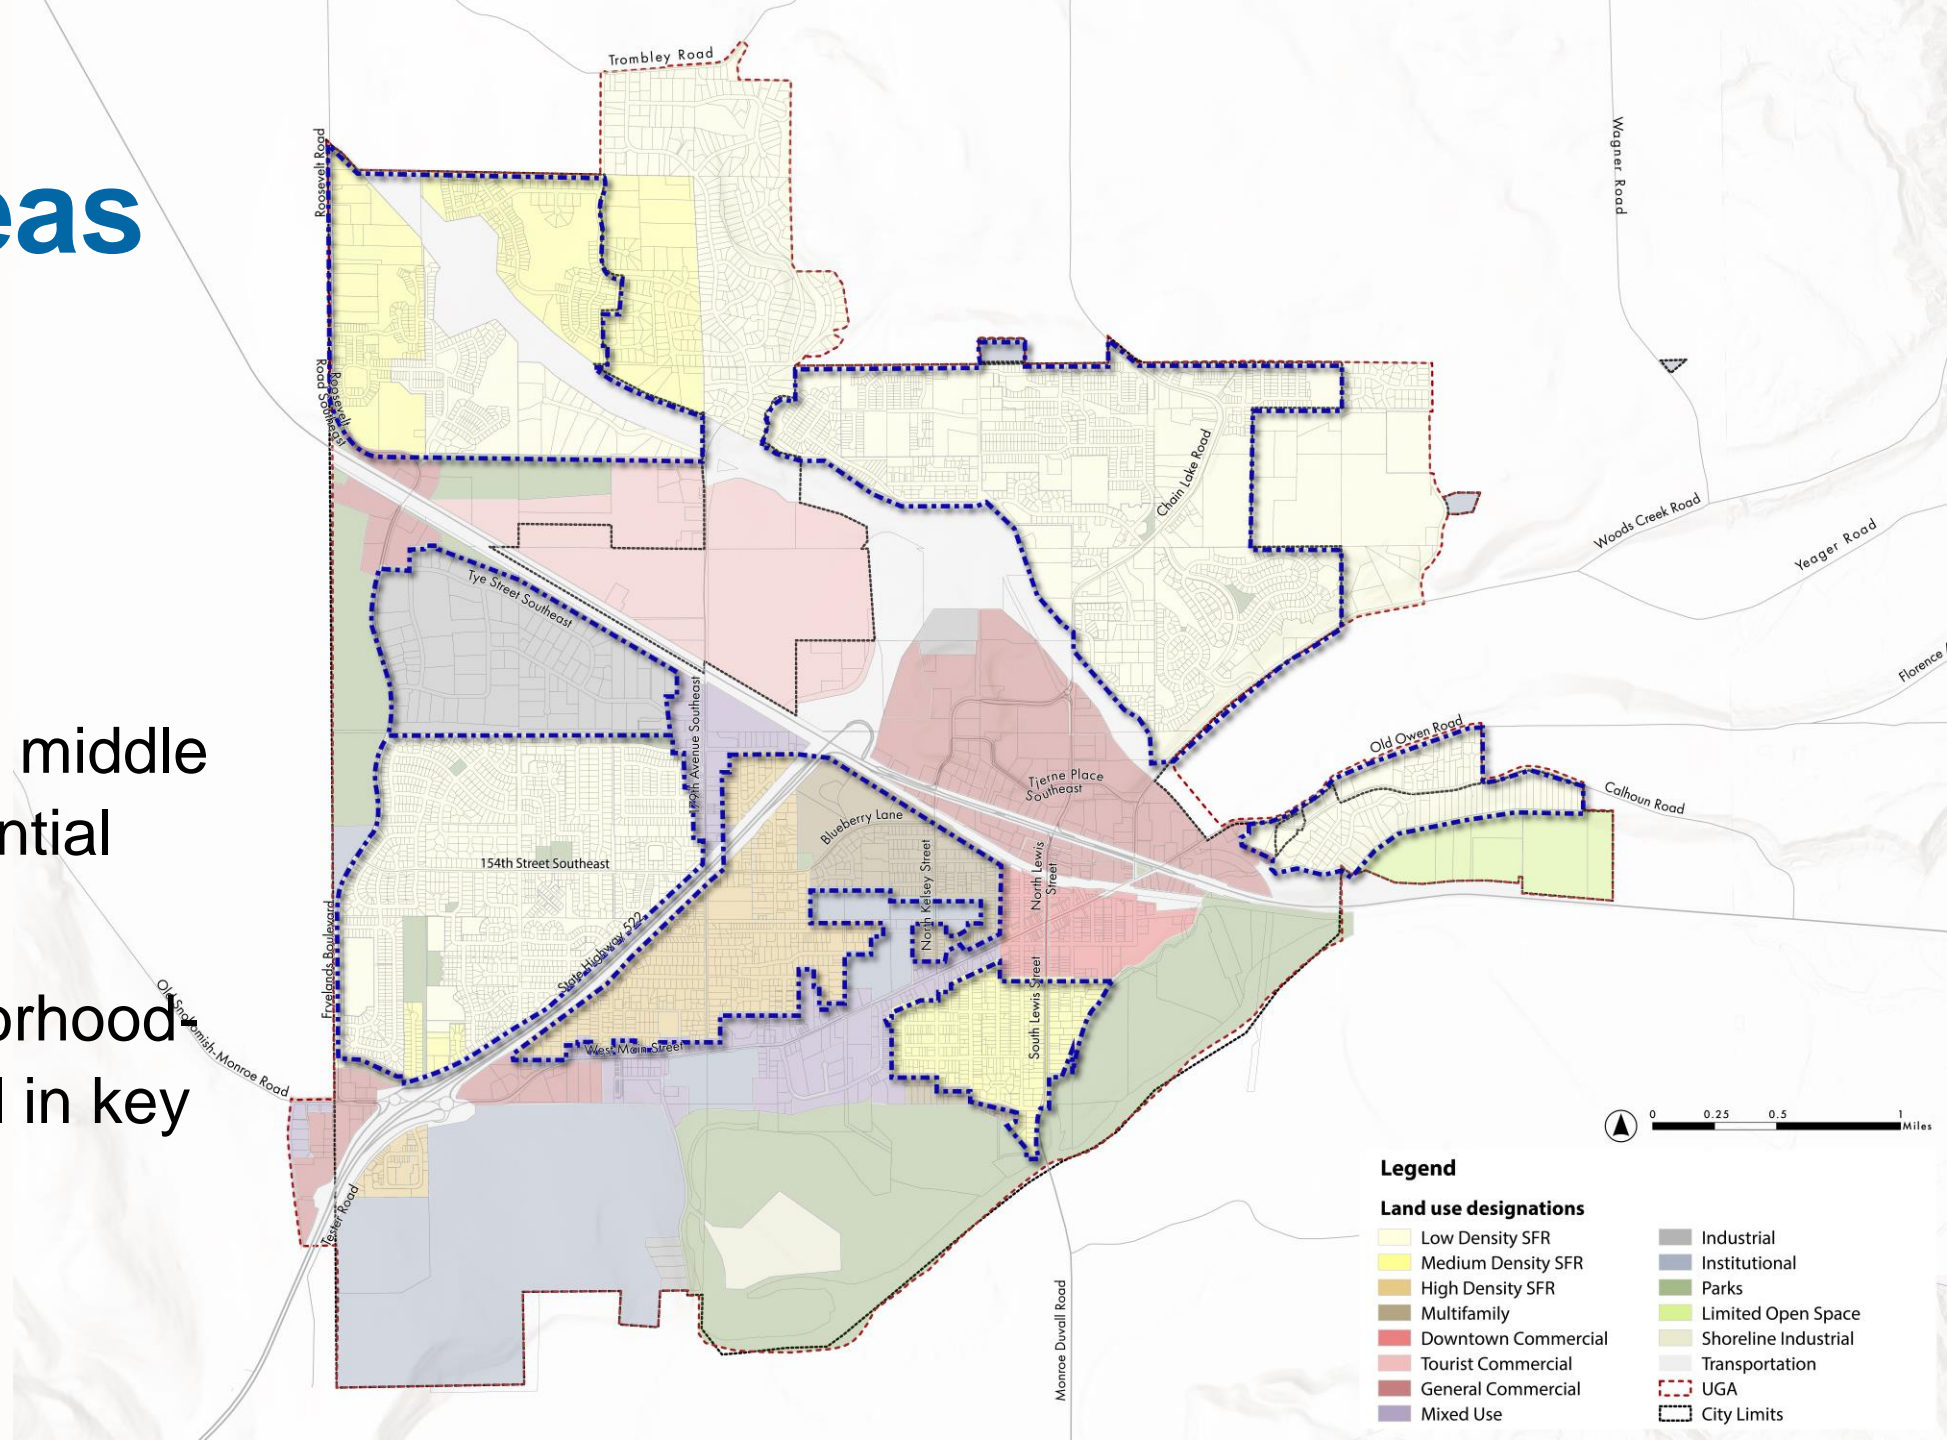 eas
middle
ntial
orhood-
l in key
Trombley Road
Roosevelt Road
Roosevelt
Road Southeast
Wagner Road
Woods Creek Road
Yeager Road
Florence
Chain Lake Road
Tye Street Southeast
179th Avenue Southeast
Old Owen Road
Calhoun Road
Tjerne Place
Southeast
Blueberry Lane
154th Street Southeast
North Kelsey Street
North Lewis
Street
State Highway 522
Fryelands Boulevard
Old Snohomish-Monroe Road
West Main Street
South Lewis Street
Tester Road
Monroe Duvall Road
0 0.25 0.5 1
Miles
Legend
Land use designations
Low Density SFR
Medium Density SFR
High Density SFR
Multifamily
Downtown Commercial
Tourist Commercial
General Commercial
Mixed Use
Industrial
Institutional
Parks
Limited Open Space
Shoreline Industrial
Transportation
UGA
City Limits